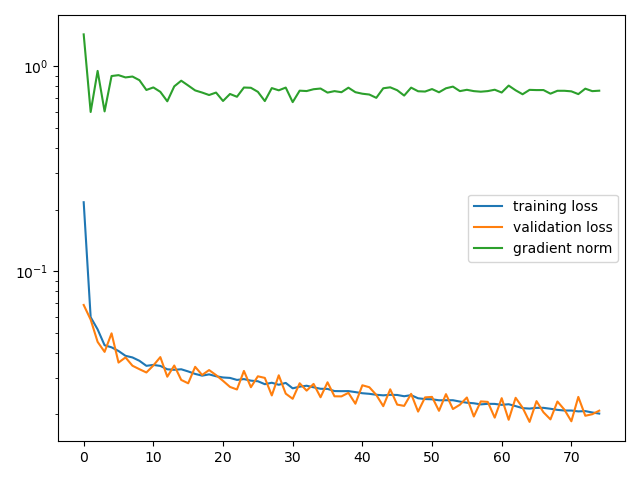 10⁰
10⁻¹
training loss
validation loss
gradient norm
0 10 20 30 40 50 60 70